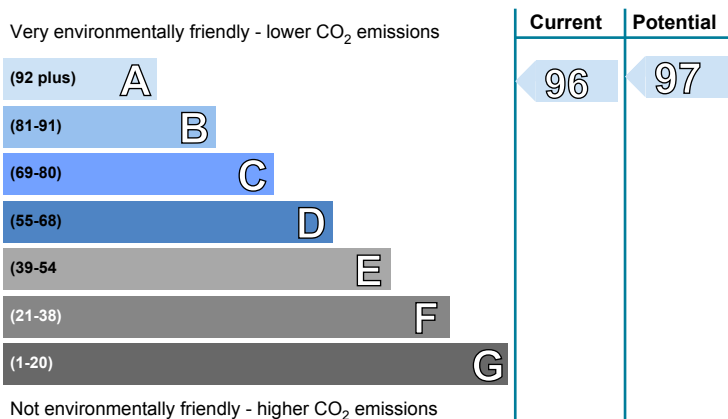 Very environmentally friendly - lower CO2 emissions
Current
Potential
(92 plus) A
96
97
(81-91) B
(69-80) C
(55-68) D
(39-54 E
(21-38) F
(1-20) G
Not environmentally friendly - higher CO2 emissions